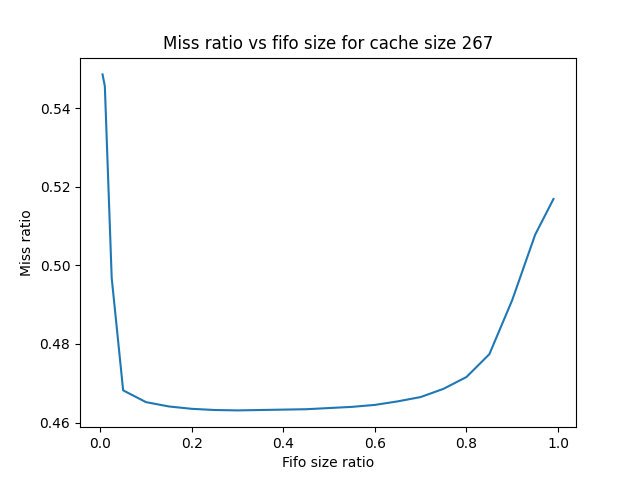 Miss ratio vs fifo size for cache size 267
0.54
0.52
0.50
0.48
0.46
Miss ratio
0.0 0.2 0.4 0.6 0.8 1.0
Fifo size ratio